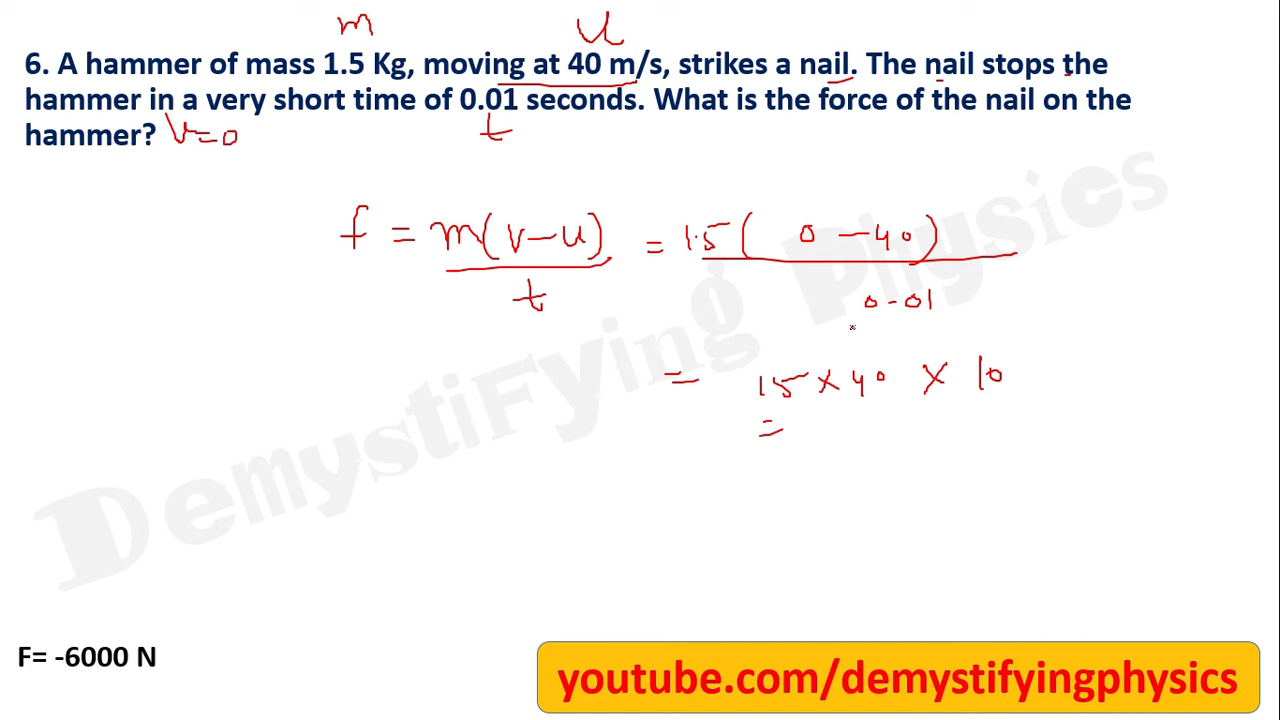 m u
6. A hammer of mass 1.5 Kg, moving at 40 m/s, strikes a nail. The nail stops the
hammer in a very short time of 0.01 seconds. What is the force of the nail on the
hammer? v=0 t
f = m(v-u) = 1.5( 0 - 40)
t 0-01
= 15 x 40 x 10
=
Demystifying Physics
F= -6000 N
youtube.com/demystifyingphysics